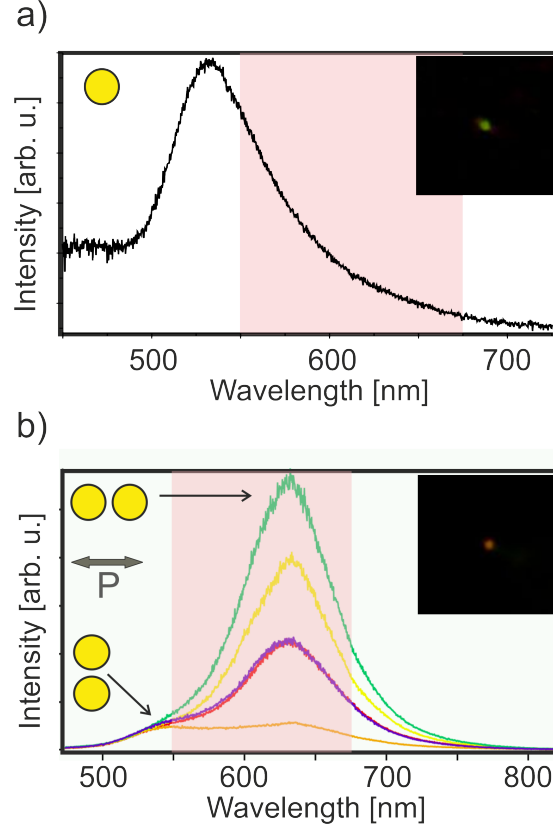 a)
Intensity [arb. u.]
500 600 700
Wavelength [nm]
b)
P
Intensity [arb. u.]
500 600 700 800
Wavelength [nm]